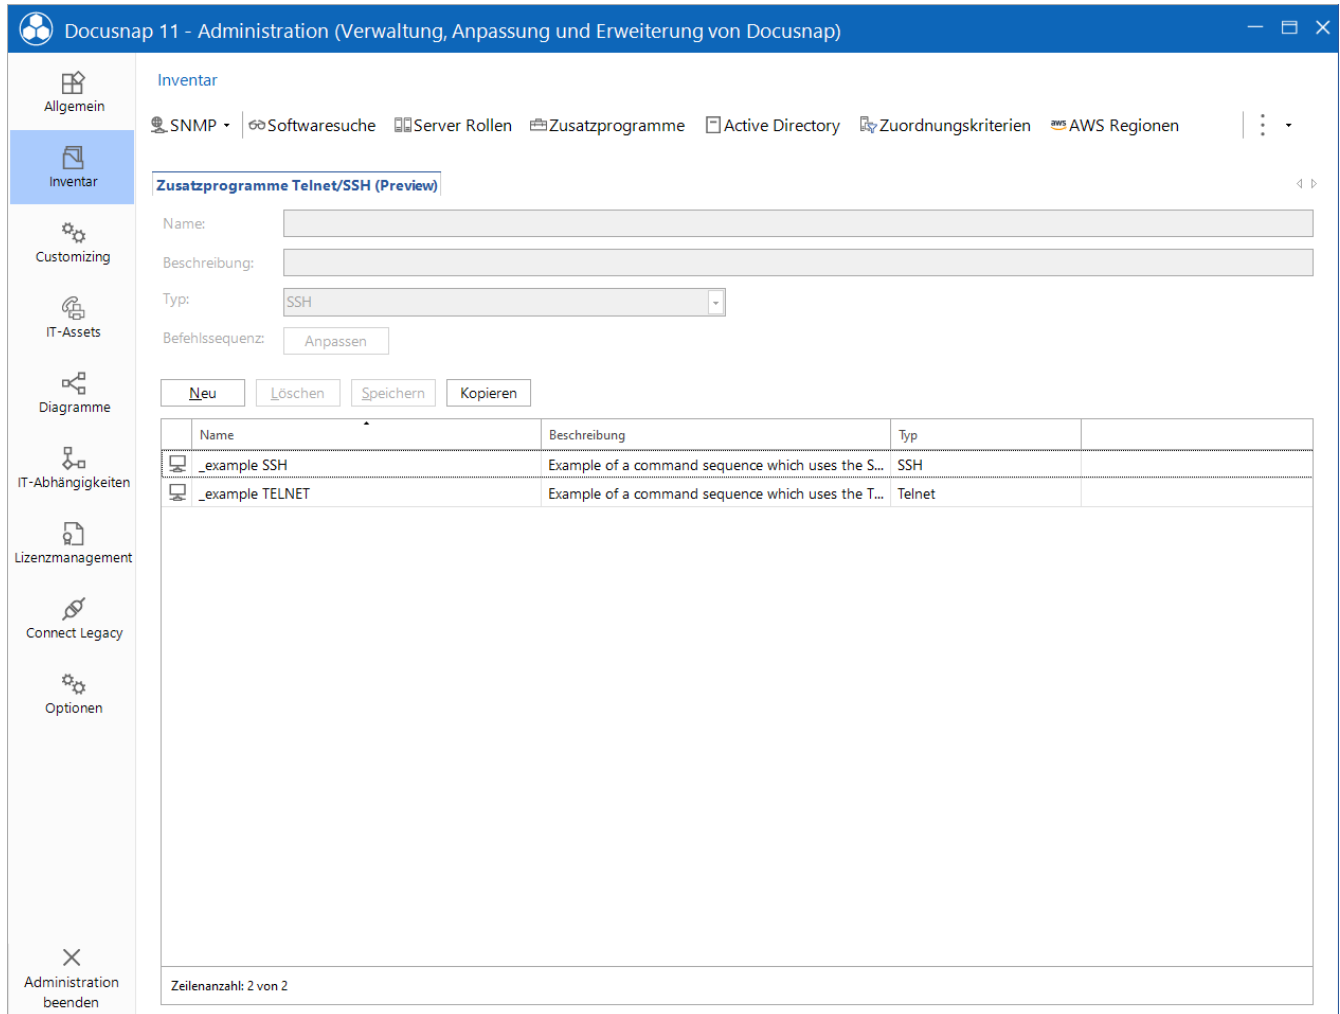 Docusnap 11 - Administration (Verwaltung, Anpassung und Erweiterung von Docusnap)
Allgemein
Inventar
Customizing
IT-Assets
Diagramme
IT-Abhängigkeiten
Lizenzmanagement
Connect Legacy
Optionen
Administration
beenden
Inventar
SNMP Softwaresuche Server Rollen Zusatzprogramme Active Directory Zuordnungskriterien aws AWS Regionen
Zusatzprogramme Telnet/SSH (Preview)
Name:
Beschreibung:
Typ: SSH
Befehlssequenz: Anpassen
Neu Löschen Speichern Kopieren
Name Beschreibung Typ
_example SSH Example of a command sequence which uses the S... SSH
_example TELNET Example of a command sequence which uses the T... Telnet
Zeilenanzahl: 2 von 2